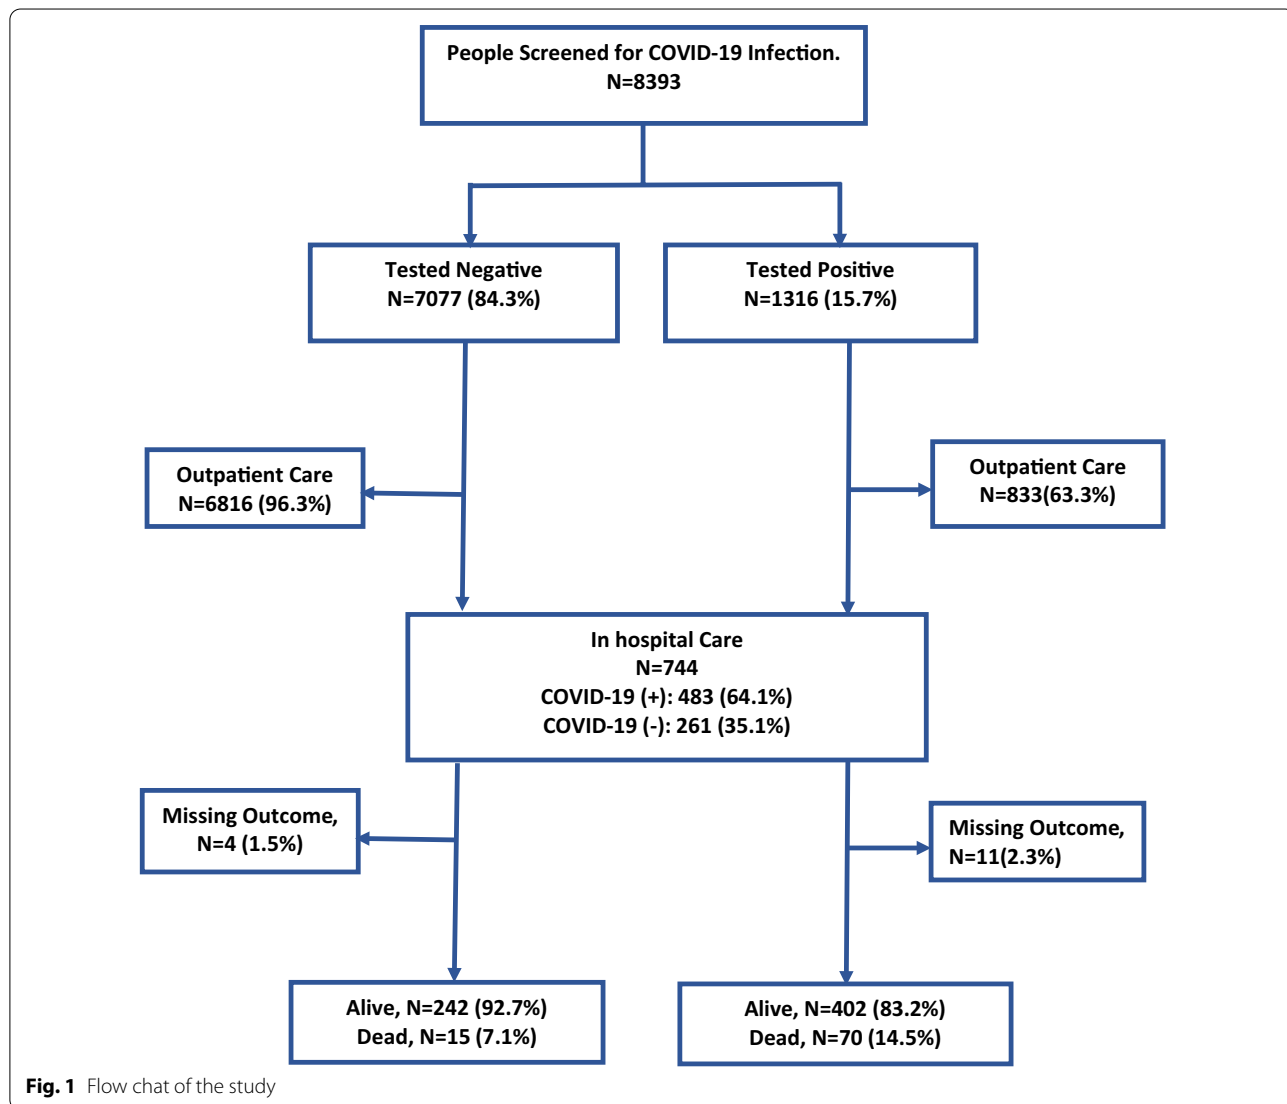 People Screened for COVID-19 Infection.
N=8393
Tested Negative
N=7077 (84.3%)
Tested Positive
N=1316 (15.7%)
Outpatient Care
N=6816 (96.3%)
Outpatient Care
N=833(63.3%)
In hospital Care
N=744
COVID-19 (+): 483 (64.1%)
COVID-19 (-): 261 (35.1%)
Missing Outcome,
N=4 (1.5%)
Missing Outcome,
N=11(2.3%)
Alive, N=242 (92.7%)
Dead, N=15 (7.1%)
Alive, N=402 (83.2%)
Dead, N=70 (14.5%)
Fig. 1 Flow chat of the study